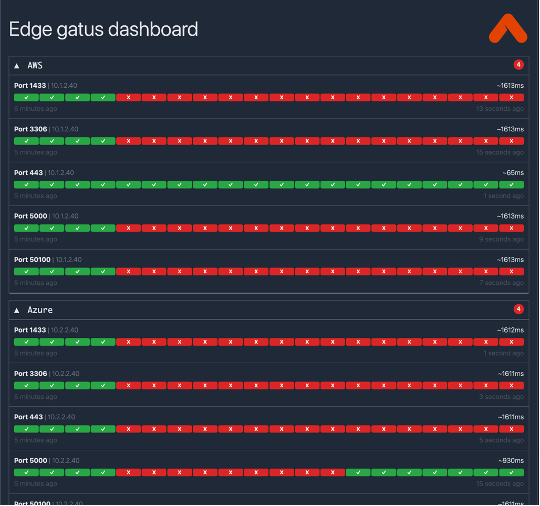 Edge gatus dashboard
▲ AWS 4
Port 1433 | 10.1.2.40 ~1613ms
✓ ✓ ✓ ✓ X X X X X X X X X X X X X X X X
5 minutes ago 13 seconds ago
Port 3306 | 10.1.2.40 ~1613ms
✓ ✓ ✓ ✓ X X X X X X X X X X X X X X X X
5 minutes ago 15 seconds ago
Port 443 | 10.1.2.40 ~65ms
✓ ✓ ✓ ✓ ✓ ✓ ✓ ✓ ✓ ✓ ✓ ✓ ✓ ✓ ✓ ✓ ✓ ✓ ✓ ✓
5 minutes ago 1 second ago
Port 5000 | 10.1.2.40 ~1613ms
✓ ✓ ✓ ✓ X X X X X X X X X X X X X X X X
5 minutes ago 9 seconds ago
Port 50100 | 10.1.2.40 ~1613ms
✓ ✓ ✓ ✓ X X X X X X X X X X X X X X X X
5 minutes ago 7 seconds ago
▲ Azure 4
Port 1433 | 10.2.2.40 ~1612ms
✓ ✓ ✓ ✓ X X X X X X X X X X X X X X X X
5 minutes ago 1 second ago
Port 3306 | 10.2.2.40 ~1611ms
✓ ✓ ✓ ✓ X X X X X X X X X X X X X X X X
5 minutes ago 3 seconds ago
Port 443 | 10.2.2.40 ~1611ms
✓ ✓ ✓ ✓ X X X X X X X X X X X X X X X X
5 minutes ago 5 seconds ago
Port 5000 | 10.2.2.40 ~930ms
✓ ✓ ✓ ✓ X X X X X X X X X ✓ ✓ ✓ ✓ ✓ ✓ ✓
5 minutes ago 15 seconds ago
Port 50100 | 10.2.2.40 ~1611ms